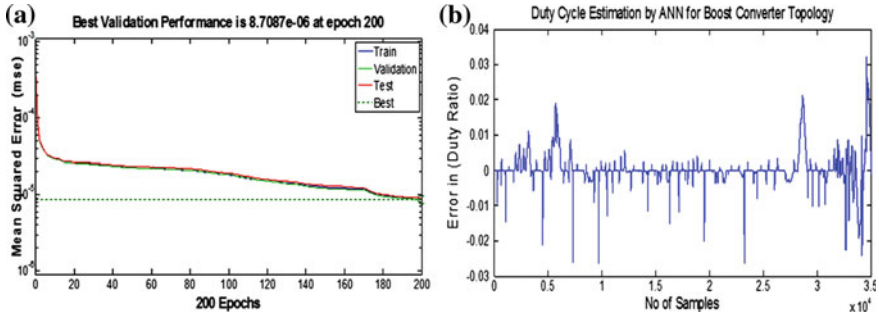 (a)
Best Validation Performance is 8.7087e-06 at epoch 200
Mean Squared Error (mse)
10^-3
10^-4
10^-5
10^-6
Train
Validation
Test
Best
0 20 40 60 80 100 120 140 160 180 200
200 Epochs
(b)
Duty Cycle Estimation by ANN for Boost Converter Topology
Error in (Duty Ratio)
0.04
0.03
0.02
0.01
0
-0.01
-0.02
-0.03
0 0.5 1 1.5 2 2.5 3 3.5
No of Samples
x 10^4